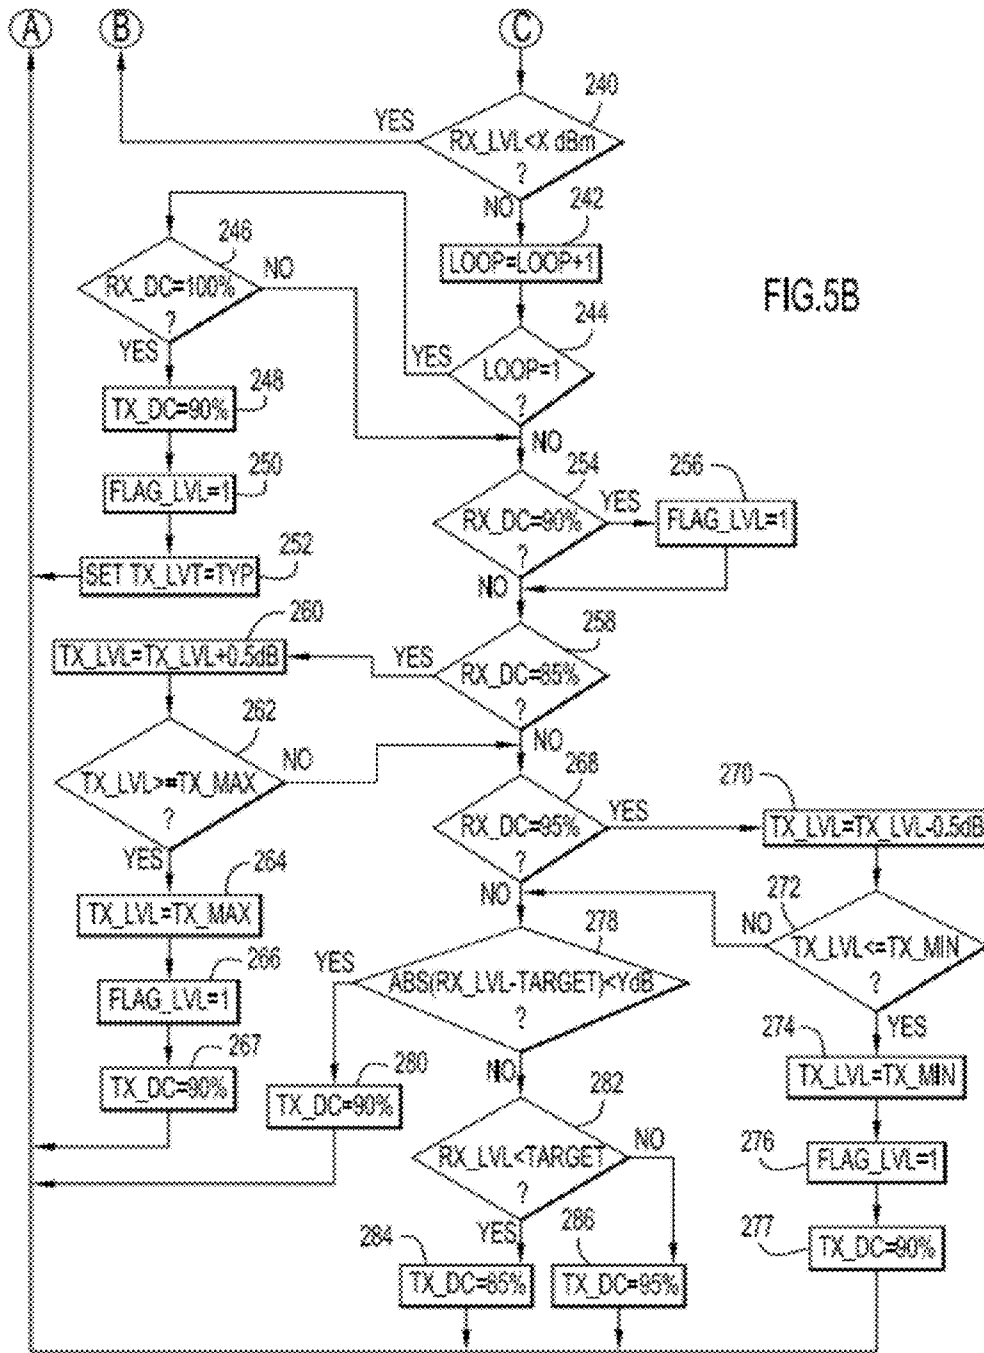 A
B
C
240
YES
RX_LVL<X dBm
?
NO
242
LOOP=LOOP+1
246
RX_DC=100%
?
NO
YES
FIG.5B
244
YES
LOOP=1
?
NO
248
TX_DC=90%
250
FLAG_LVL=1
252
SET TX_LVT=TYP
254
RX_DC=90%
?
YES
NO
256
FLAG_LVL=1
258
RX_DC=85%
?
YES
NO
260
TX_LVL=TX_LVL+0.5dB
262
TX_LVL>=TX_MAX
?
NO
YES
264
TX_LVL=TX_MAX
266
FLAG_LVL=1
267
TX_DC=90%
268
RX_DC=95%
?
YES
NO
270
TX_LVL=TX_LVL-0.5dB
272
NO
TX_LVL<=TX_MIN
?
YES
274
TX_LVL=TX_MIN
276
FLAG_LVL=1
277
TX_DC=90%
278
YES
ABS(RX_LVL-TARGET)<YdB
?
NO
280
TX_DC=90%
282
RX_LVL<TARGET
?
NO
YES
284
TX_DC=85%
286
TX_DC=95%